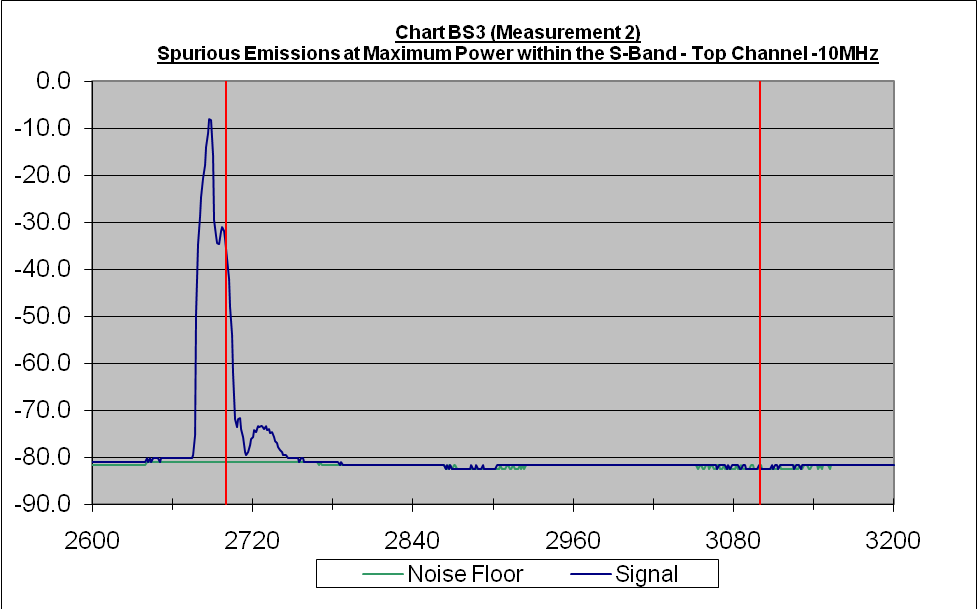 Chart BS3 (Measurement 2)
Spurious Emissions at Maximum Power within the S-Band - Top Channel -10MHz
0.0
-10.0
-20.0
-30.0
-40.0
-50.0
-60.0
-70.0
-80.0
-90.0
2600 2720 2840 2960 3080 3200
Noise Floor Signal